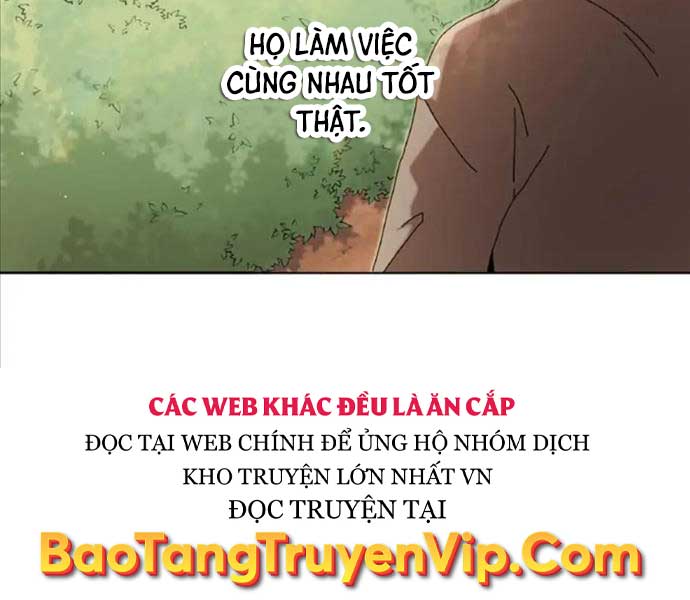 HỌ LÀM VIỆC
CÙNG NHAU TỐT
THẬT.
CÁC WEB KHÁC ĐỀU LÀ ĂN CẮP
ĐỌC TẠI WEB CHÍNH ĐỂ ỦNG HỘ NHÓM DỊCH
KHO TRUYỆN LỚN NHẤT VN
ĐỌC TRUYỆN TẠI
BaoTangTruyenVip.Com